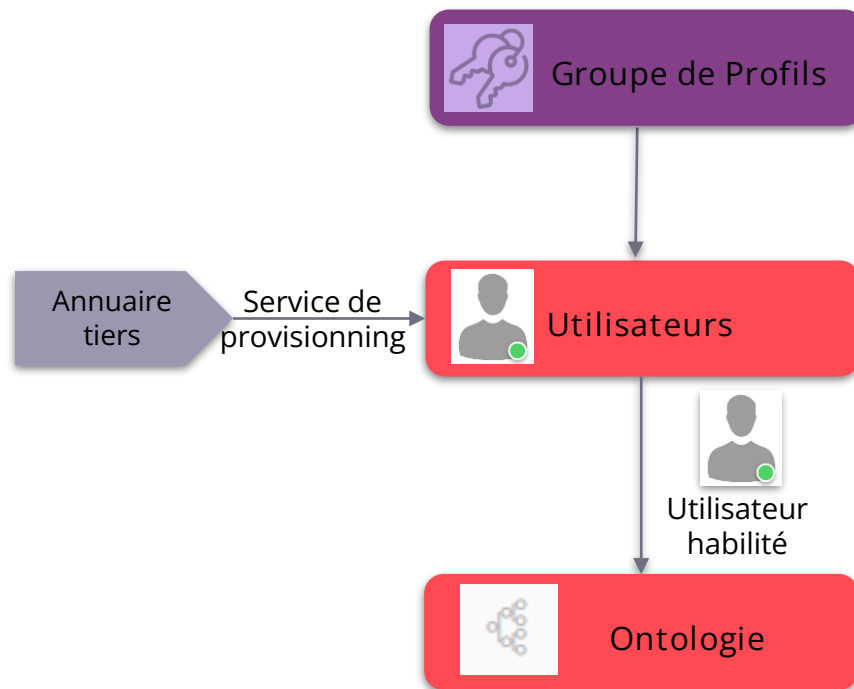 Groupe de Profils
Annuaire
tiers
Service de
provisionning
Utilisateurs
Utilisateur
habilité
Ontologie